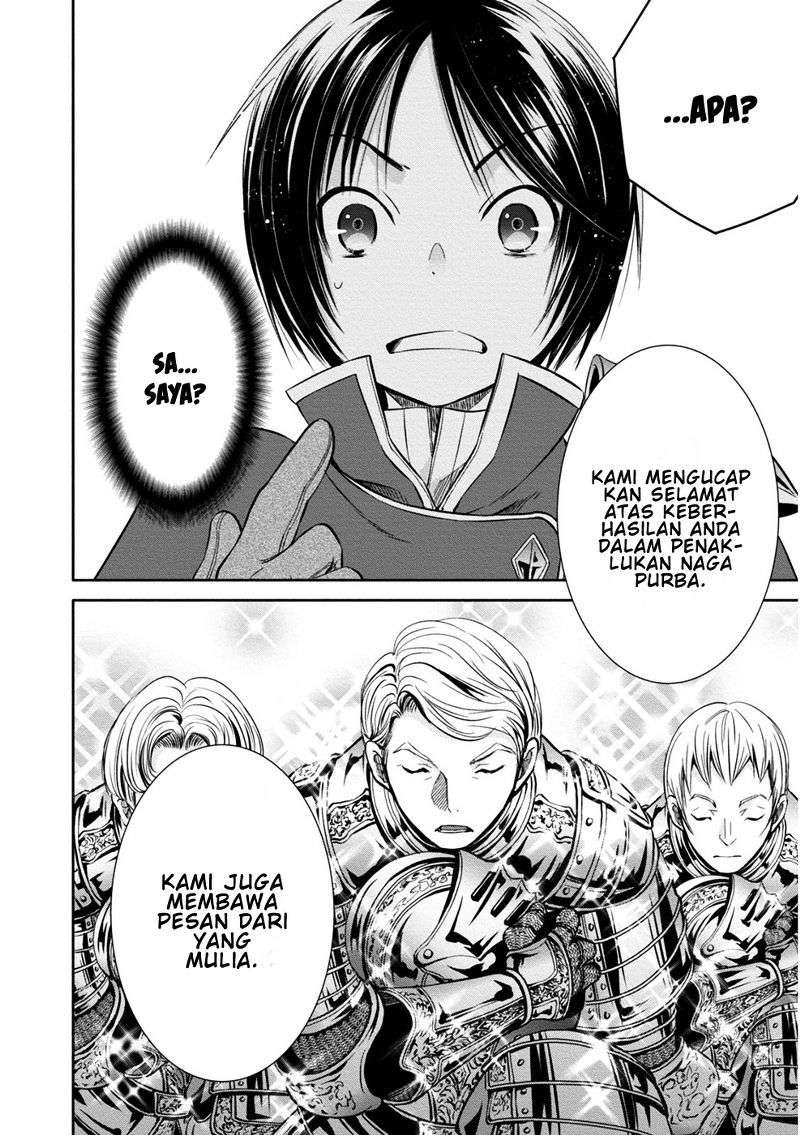 ...APA?
SA...
SAYA?
KAMI MENGUCAP
KAN SELAMAT
ATAS KEBER-
HASILAN ANDA
DALAM PENAK-
LUKAN NAGA
PURBA.
KAMI JUGA
MEMBAWA
PESAN DARI
YANG
MULIA.